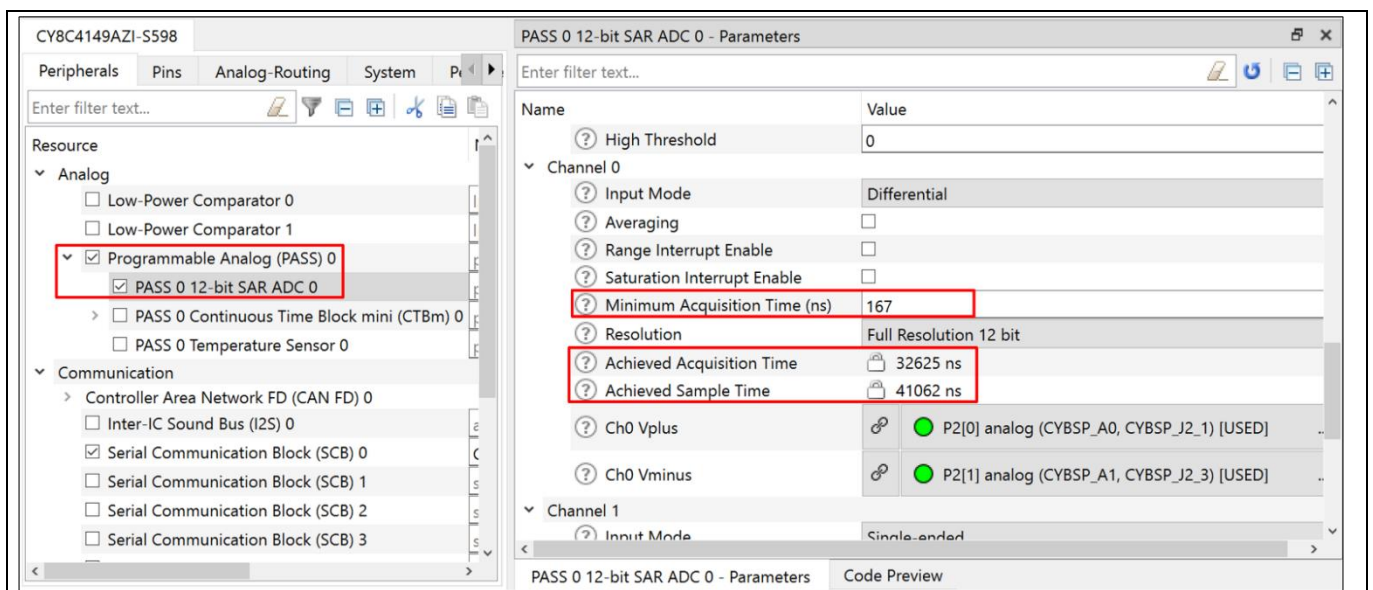 CY8C4149AZI-S598
Peripherals Pins Analog-Routing System
Enter filter text...
Resource
Analog
Low-Power Comparator 0
Low-Power Comparator 1
Programmable Analog (PASS) 0
PASS 0 12-bit SAR ADC 0
PASS 0 Continuous Time Block mini (CTBm) 0
PASS 0 Temperature Sensor 0
Communication
Controller Area Network FD (CAN FD) 0
Inter-IC Sound Bus (I2S) 0
Serial Communication Block (SCB) 0
Serial Communication Block (SCB) 1
Serial Communication Block (SCB) 2
Serial Communication Block (SCB) 3
PASS 0 12-bit SAR ADC 0 - Parameters
Enter filter text...
Name Value
High Threshold 0
Channel 0
Input Mode Differential
Averaging
Range Interrupt Enable
Saturation Interrupt Enable
Minimum Acquisition Time (ns) 167
Resolution Full Resolution 12 bit
Achieved Acquisition Time 32625 ns
Achieved Sample Time 41062 ns
Ch0 Vplus P2[0] analog (CYBSP_A0, CYBSP_J2_1) [USED] ..
Ch0 Vminus P2[1] analog (CYBSP_A1, CYBSP_J2_3) [USED] ..
Channel 1
Input Mode Single-ended
PASS 0 12-bit SAR ADC 0 - Parameters Code Preview